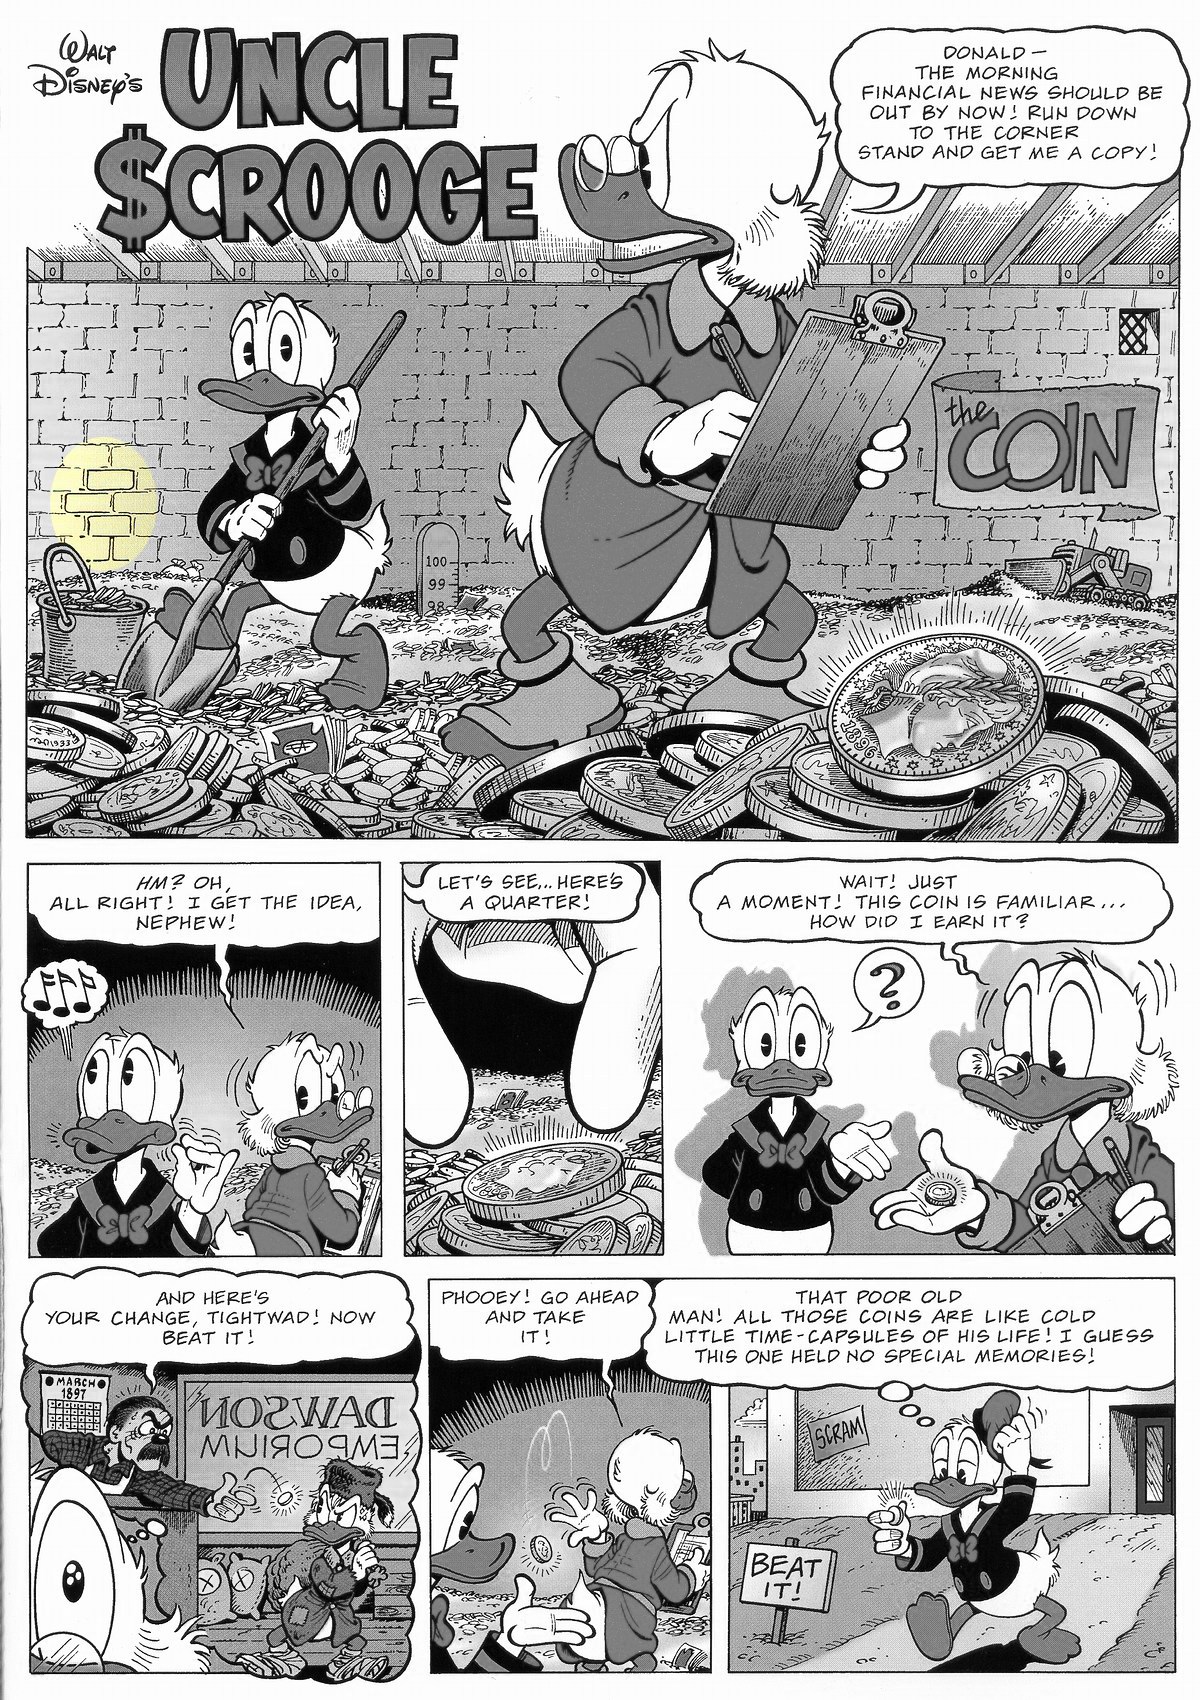 WALT
DISNEY'S
UNCLE
$CROOGE
DONALD —
THE MORNING
FINANCIAL NEWS SHOULD BE
OUT BY NOW! RUN DOWN
TO THE CORNER
STAND AND GET ME A COPY!
the
COIN
100
99
98
1896
HM? OH,
ALL RIGHT! I GET THE IDEA,
NEPHEW!
LET'S SEE... HERE'S
A QUARTER!
1896
WAIT! JUST
A MOMENT! THIS COIN IS FAMILIAR...
HOW DID I EARN IT?
?
AND HERE'S
YOUR CHANGE, TIGHTWAD! NOW
BEAT IT!
MARCH
1897
DAWSON
EMPORIUM
PHOOEY! GO AHEAD
AND TAKE
IT!
THAT POOR OLD
MAN! ALL THOSE COINS ARE LIKE COLD
LITTLE TIME-CAPSULES OF HIS LIFE! I GUESS
THIS ONE HELD NO SPECIAL MEMORIES!
SCRAM
BEAT
IT!